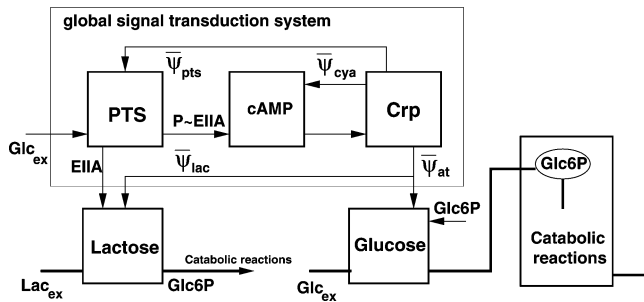 global signal transduction system
ψ̅pts
ψ̅cya
PTS
P~EIIA
cAMP
Crp
Glcex
EIIA
ψ̅lac
ψ̅at
Glc6P
Glc6P
Lactose
Catabolic reactions
Glucose
Catabolic
reactions
Lacex
Glc6P
Glcex